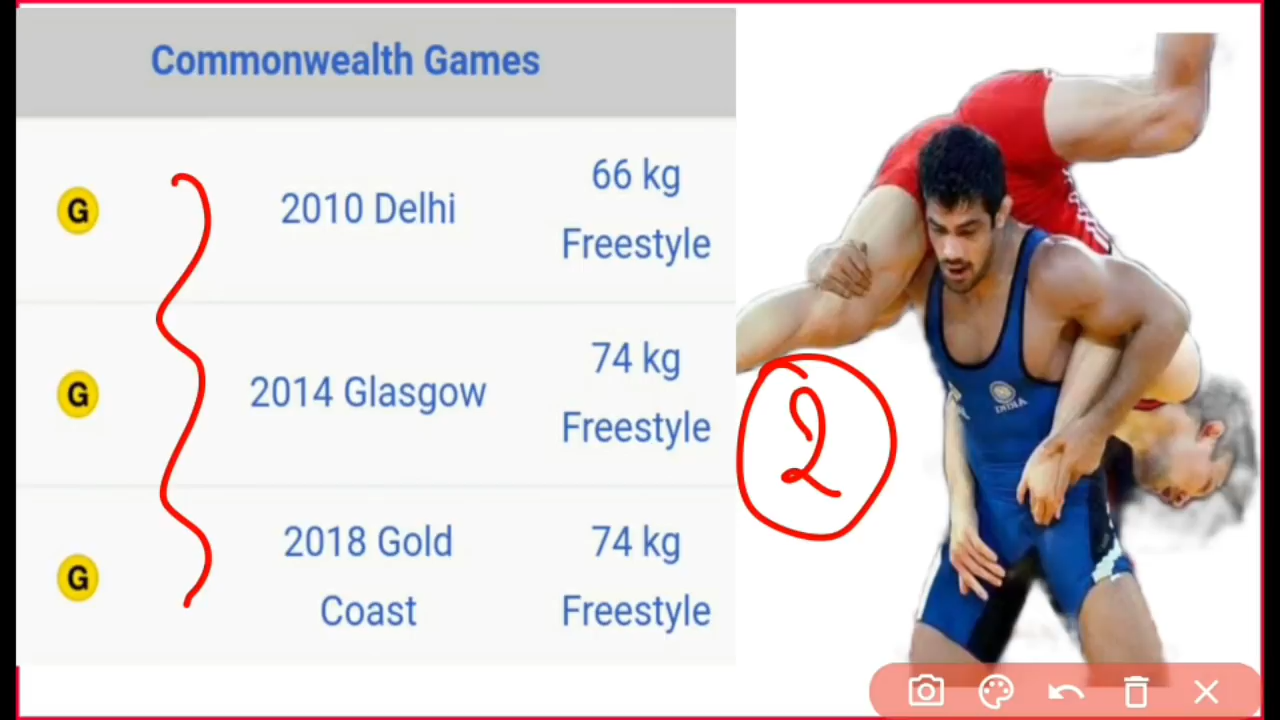 Commonwealth Games
G
2010 Delhi
66 kg
Freestyle
G
2014 Glasgow
74 kg
Freestyle
2
G
2018 Gold
Coast
74 kg
Freestyle
INDIA